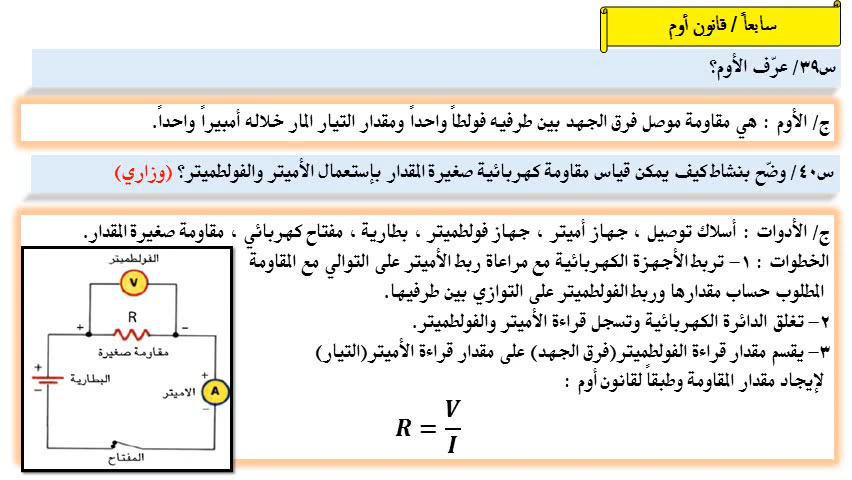 سابعاً / قانون أوم
س٣٩/ عرّف الأوم؟
ج/ الأوم : هي مقاومة موصل فرق الجهد بين طرفيه فولطاً واحداً ومقدار التيار المار خلاله أمبيراً واحداً.
س٤٠/ وضّح بنشاط كيف يمكن قياس مقاومة كهربائية صغيرة المقدار بإستعمال الأميتر والفولطميتر؟ (وزاري)
ج/ الأدوات : أسلاك توصيل ، جهاز أميتر ، جهاز فولطميتر ، بطارية ، مفتاح كهربائي ، مقاومة صغيرة المقدار.
الخطوات : ١- تربط الأجهزة الكهربائية مع مراعاة ربط الأميتر على التوالي مع المقاومة
المطلوب حساب مقدارها وربط الفولطميتر على التوازي بين طرفيها.
٢- تغلق الدائرة الكهربائية وتسجل قراءة الأميتر والفولطميتر.
٣- يقسم مقدار قراءة الفولطميتر(فرق الجهد) على مقدار قراءة الأميتر(التيار)
لإيجاد مقدار المقاومة وطبقاً لقانون أوم :
R = V/I
الفولطميتر
V
R
+ −
مقاومة صغيرة
+
البطارية
−
+
A
الاميتر
−
المفتاح